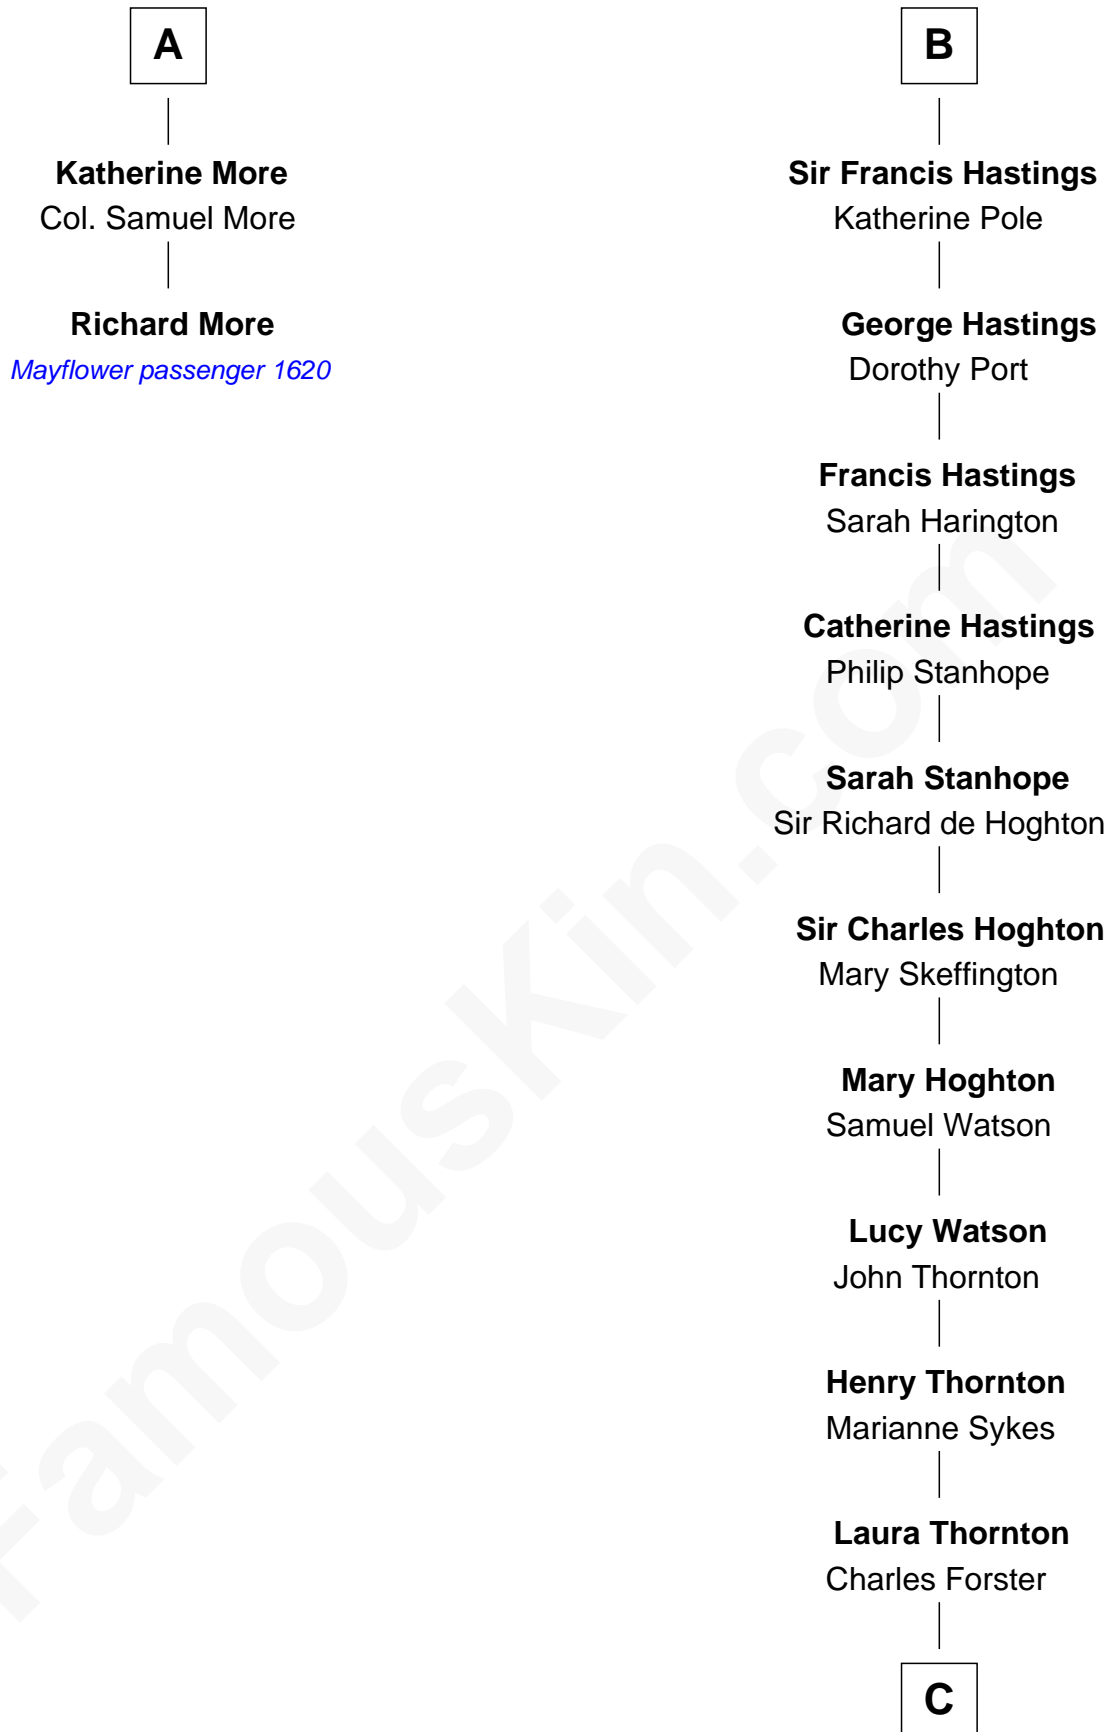 A
Katherine More
Col. Samuel More
Richard More
Mayflower passenger 1620
B
Sir Francis Hastings
Katherine Pole
George Hastings
Dorothy Port
Francis Hastings
Sarah Harington
Catherine Hastings
Philip Stanhope
Sarah Stanhope
Sir Richard de Hoghton
Sir Charles Hoghton
Mary Skeffington
Mary Hoghton
Samuel Watson
Lucy Watson
John Thornton
Henry Thornton
Marianne Sykes
Laura Thornton
Charles Forster
C
FamousKin.com